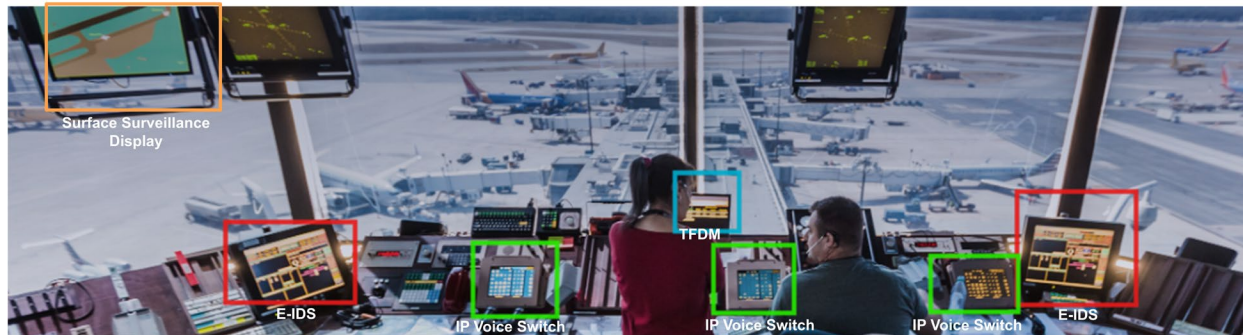 Surface Surveillance
Display
TFDM
E-IDS
IP Voice Switch
IP Voice Switch
IP Voice Switch
E-IDS